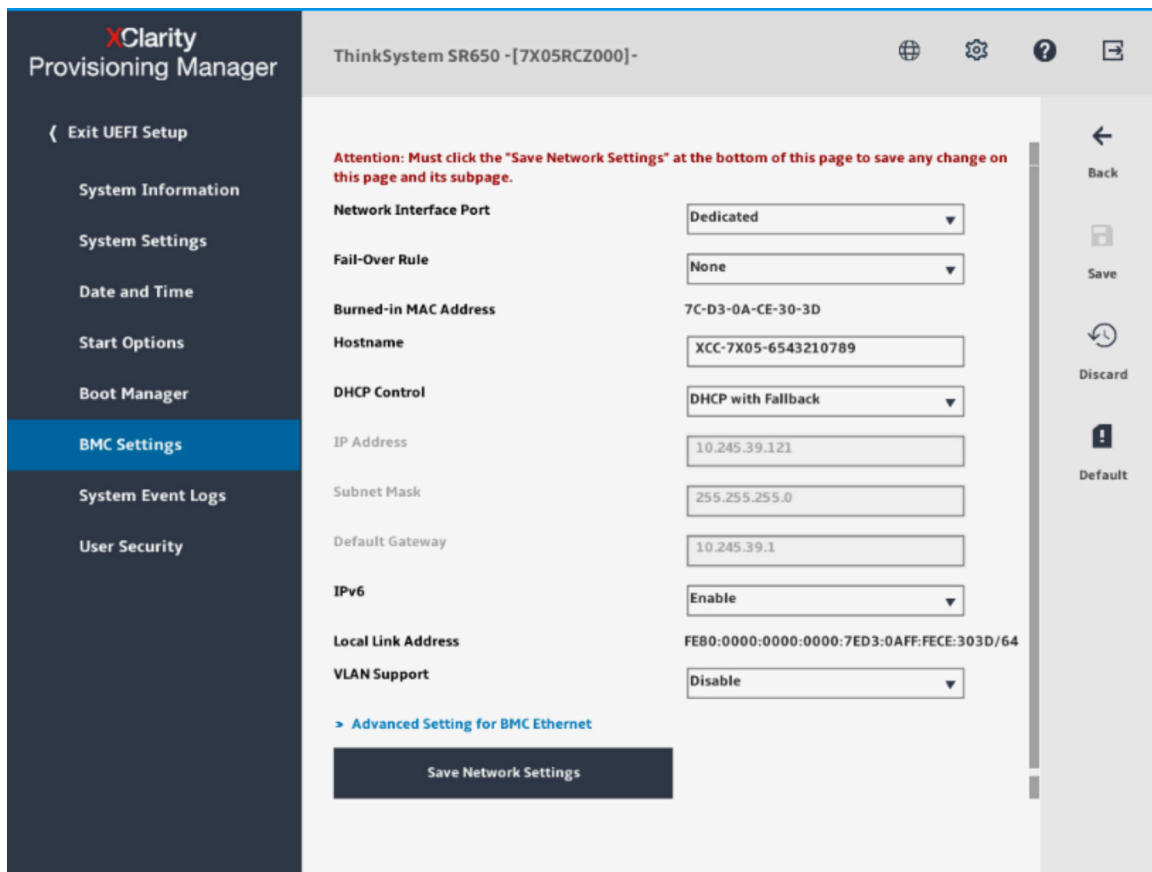 XClarity
Provisioning Manager
ThinkSystem SR650 -[7X05RCZ000]-
Exit UEFI Setup
System Information
System Settings
Date and Time
Start Options
Boot Manager
BMC Settings
System Event Logs
User Security
Attention: Must click the "Save Network Settings" at the bottom of this page to save any change on
this page and its subpage.
Network Interface Port
Dedicated
Fail-Over Rule
None
Burned-in MAC Address
7C-D3-0A-CE-30-3D
Hostname
XCC-7X05-6543210789
DHCP Control
DHCP with Fallback
IP Address
10.245.39.121
Subnet Mask
255.255.255.0
Default Gateway
10.245.39.1
IPv6
Enable
Local Link Address
FE80:0000:0000:0000:7ED3:0AFF:FECE:303D/64
VLAN Support
Disable
> Advanced Setting for BMC Ethernet
Save Network Settings
Back
Save
Discard
Default